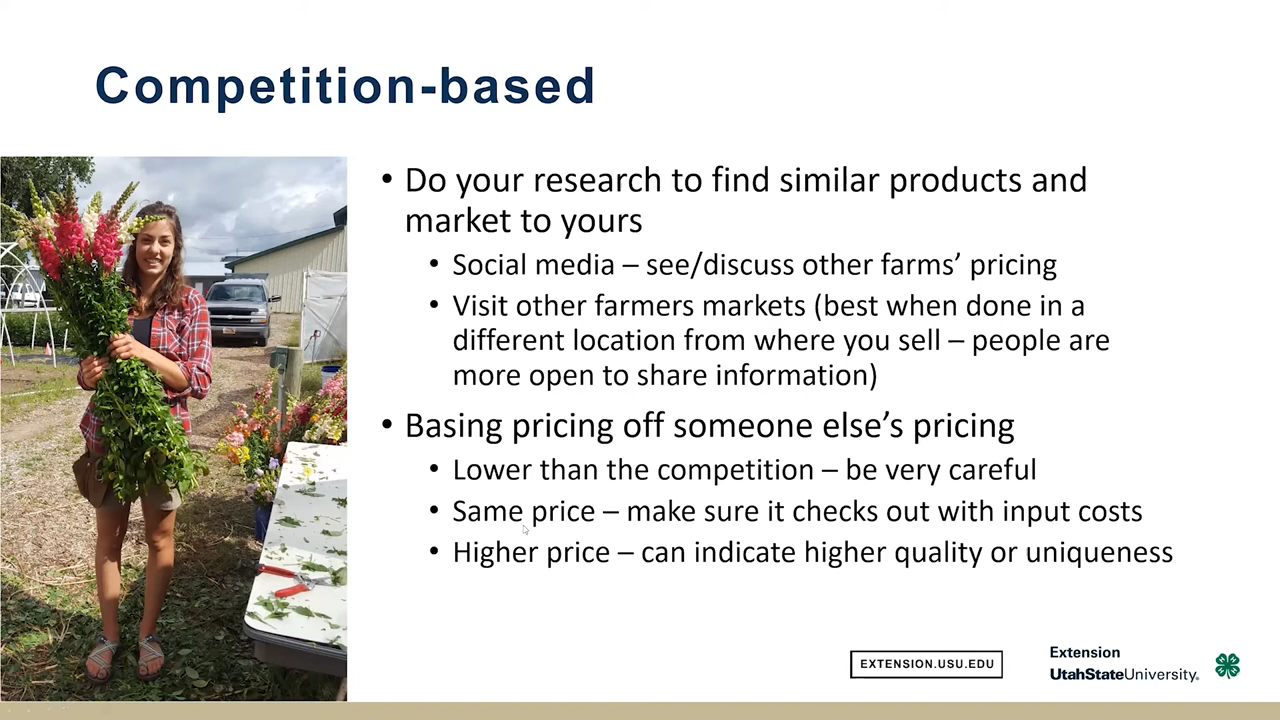 Competition-based
• Do your research to find similar products and
market to yours
• Social media – see/discuss other farms’ pricing
• Visit other farmers markets (best when done in a
different location from where you sell – people are
more open to share information)
• Basing pricing off someone else’s pricing
• Lower than the competition – be very careful
• Same price – make sure it checks out with input costs
• Higher price – can indicate higher quality or uniqueness
EXTENSION.USU.EDU
Extension
UtahStateUniversity.